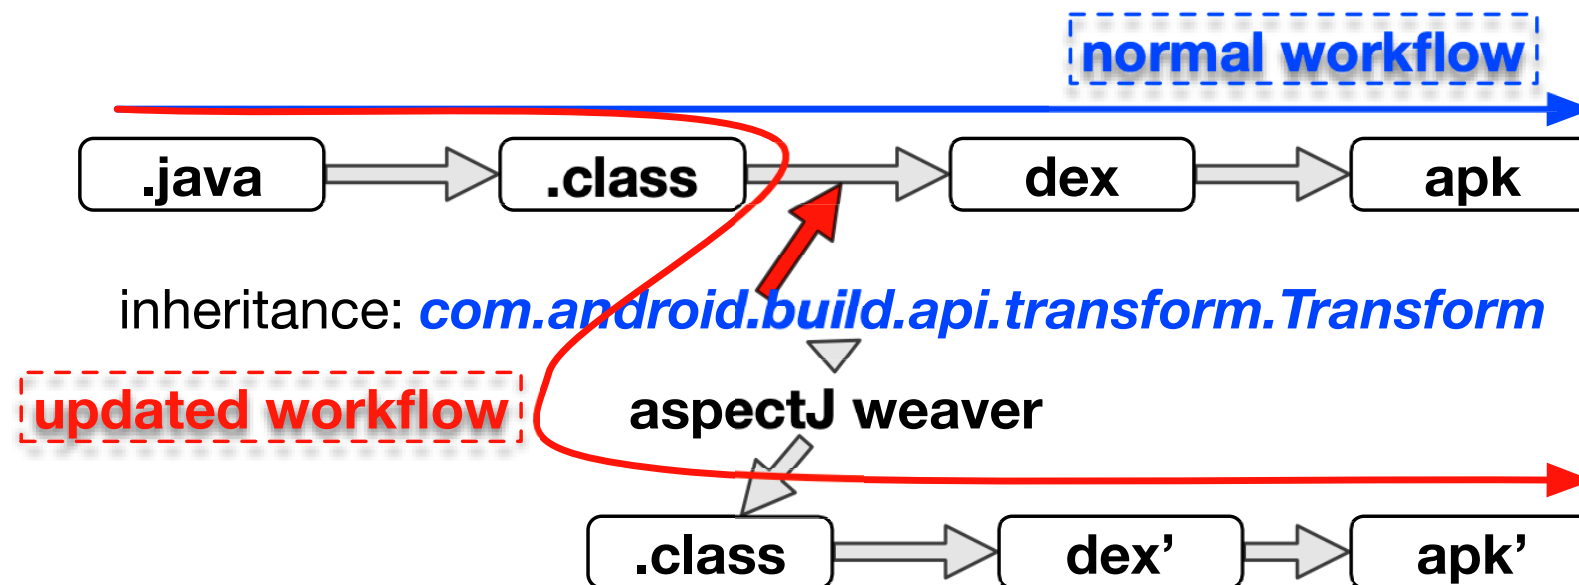 normal workflow
.java
.class
dex
apk
inheritance: com.android.build.api.transform.Transform
updated workflow
aspectJ weaver
.class
dex’
apk’